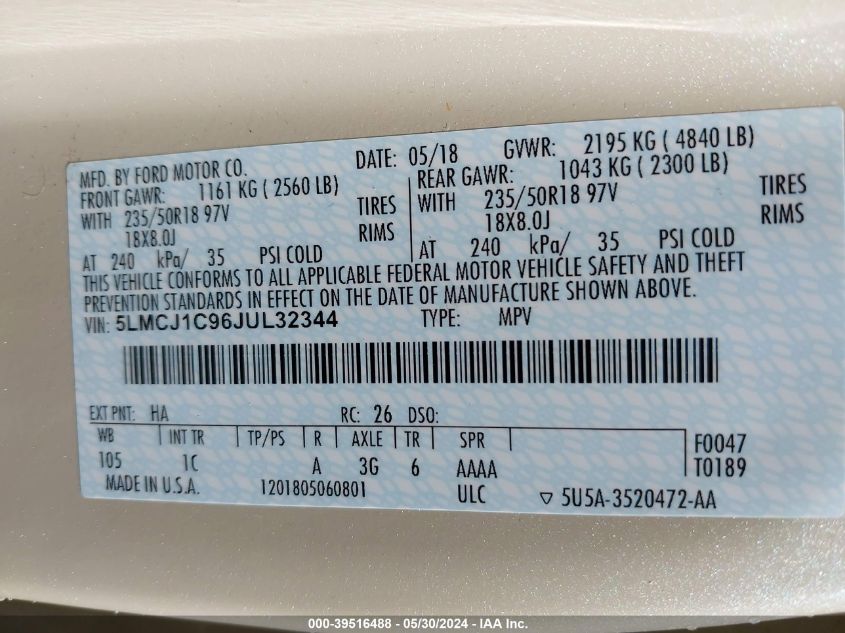 MFD. BY FORD MOTOR CO.
DATE: 05/18 GVWR: 2195 KG ( 4840 LB)
FRONT GAWR: 1161 KG ( 2560 LB)
REAR GAWR: 1043 KG ( 2300 LB)
WITH 235/50R18 97V TIRES
WITH 235/50R18 97V TIRES
18X8.0J RIMS
18X8.0J RIMS
AT 240 kPa/ 35 PSI COLD
AT 240 kPa/ 35 PSI COLD
THIS VEHICLE CONFORMS TO ALL APPLICABLE FEDERAL MOTOR VEHICLE SAFETY AND THEFT
PREVENTION STANDARDS IN EFFECT ON THE DATE OF MANUFACTURE SHOWN ABOVE.
VIN: 5LMCJ1C96JUL32344 TYPE: MPV
EXT PNT: HA RC: 26 DSO:
WB INT TR TP/PS R AXLE TR SPR F0047
105 1C A 3G 6 AAAA T0189
MADE IN U.S.A. 1201805060801 ULC ▽ 5U5A-3520472-AA
000-39516488 - 05/30/2024 - IAA Inc.